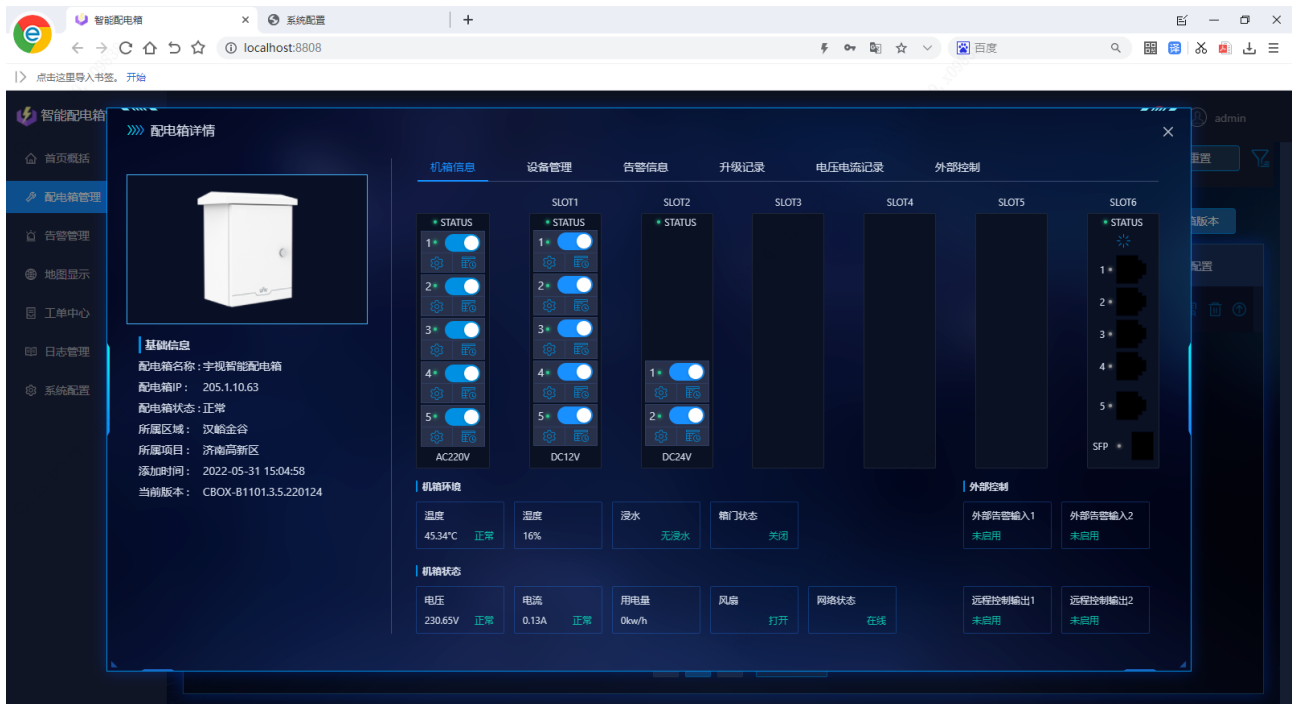 智能配电箱
系统配置
localhost:8808
百度
点击这里导入书签。 开始
智能配电箱
admin
首页概括
配电箱管理
告警管理
地图显示
工单中心
日志管理
系统配置
重置
箱版本
配置
配电箱详情
机箱信息 设备管理 告警信息 升级记录 电压电流记录 外部控制
SLOT1 SLOT2 SLOT3 SLOT4 SLOT5 SLOT6
STATUS STATUS STATUS STATUS
1 1
2 2
3 3
4 4 1
5 5 2
AC220V DC12V DC24V
1
2
3
4
5
SFP
基础信息
配电箱名称 : 宇视智能配电箱
配电箱IP : 205.1.10.63
配电箱状态 : 正常
所属区域 : 汉峪金谷
所属项目 : 济南高新区
添加时间 : 2022-05-31 15:04:58
当前版本 : CBOX-B1101.3.5.220124
机箱环境 外部控制
温度 湿度 浸水 箱门状态 外部告警输入1 外部告警输入2
45.34°C 正常 16% 无浸水 关闭 未启用 未启用
机箱状态
电压 电流 用电量 风扇 网络状态 远程控制输出1 远程控制输出2
230.65V 正常 0.13A 正常 0kw/h 打开 在线 未启用 未启用